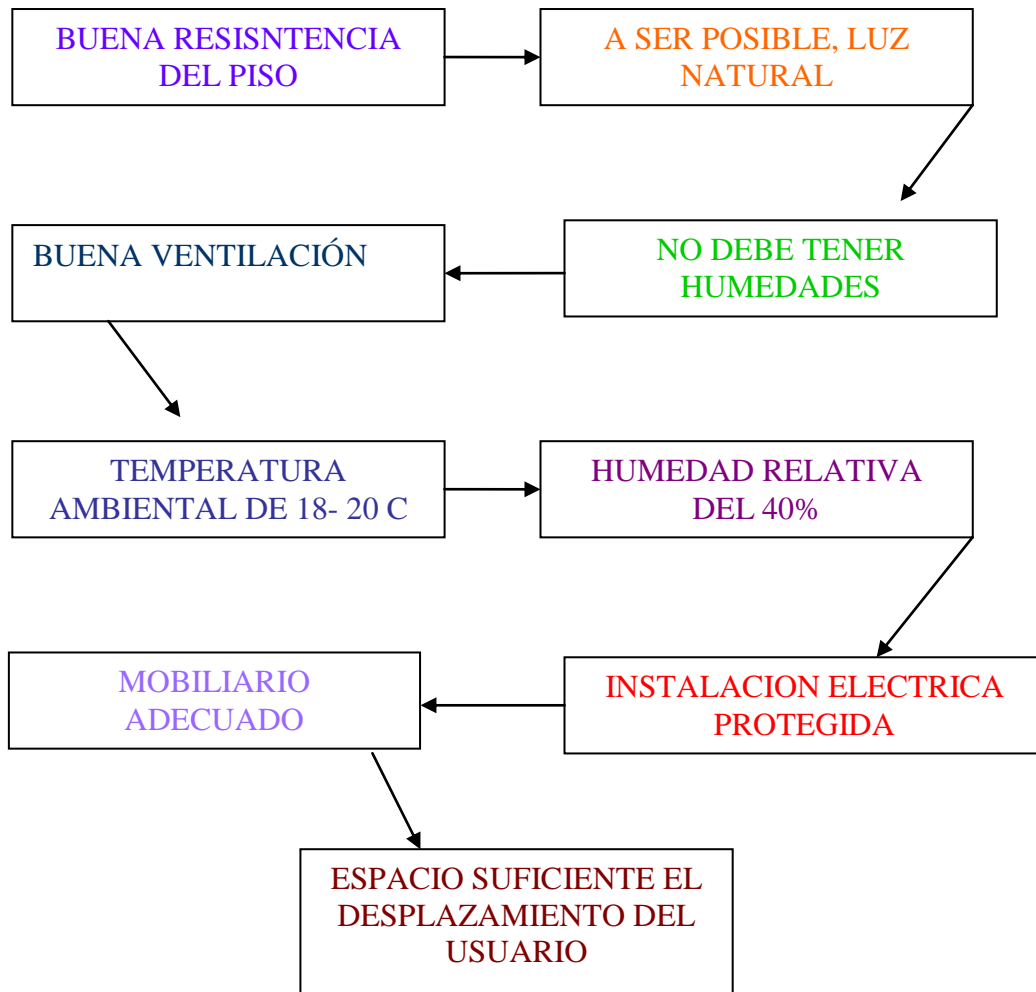 BUENA RESISNTENCIA
DEL PISO
A SER POSIBLE, LUZ
NATURAL
NO DEBE TENER
HUMEDADES
BUENA VENTILACIÓN
TEMPERATURA
AMBIENTAL DE 18- 20 C
HUMEDAD RELATIVA
DEL 40%
INSTALACION ELECTRICA
PROTEGIDA
MOBILIARIO
ADECUADO
ESPACIO SUFICIENTE EL
DESPLAZAMIENTO DEL
USUARIO